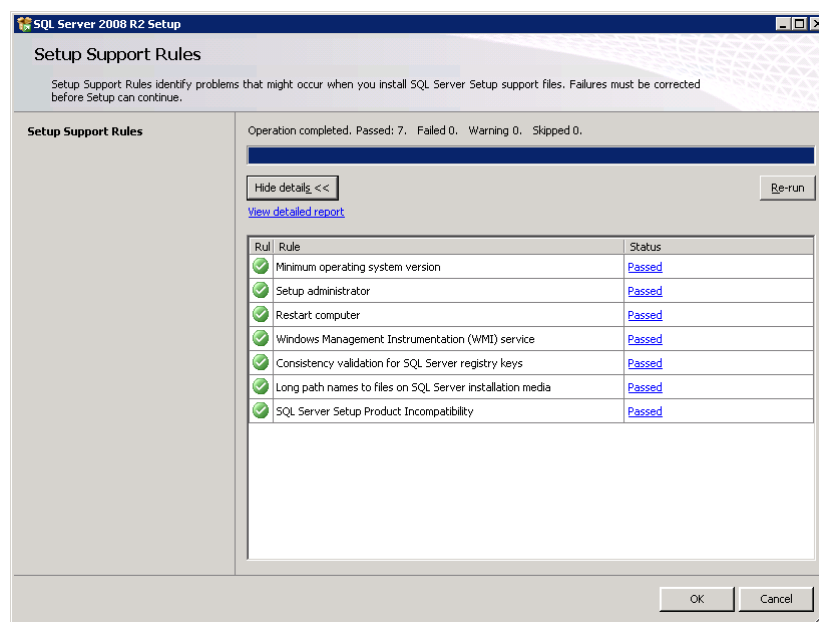 SQL Server 2008 R2 Setup
Setup Support Rules
Setup Support Rules identify problems that might occur when you install SQL Server Setup support files. Failures must be corrected
before Setup can continue.
Setup Support Rules
Operation completed. Passed: 7. Failed 0. Warning 0. Skipped 0.
Hide details <<
Re-run
View detailed report
Rul Rule Status
Minimum operating system version Passed
Setup administrator Passed
Restart computer Passed
Windows Management Instrumentation (WMI) service Passed
Consistency validation for SQL Server registry keys Passed
Long path names to files on SQL Server installation media Passed
SQL Server Setup Product Incompatibility Passed
OK Cancel